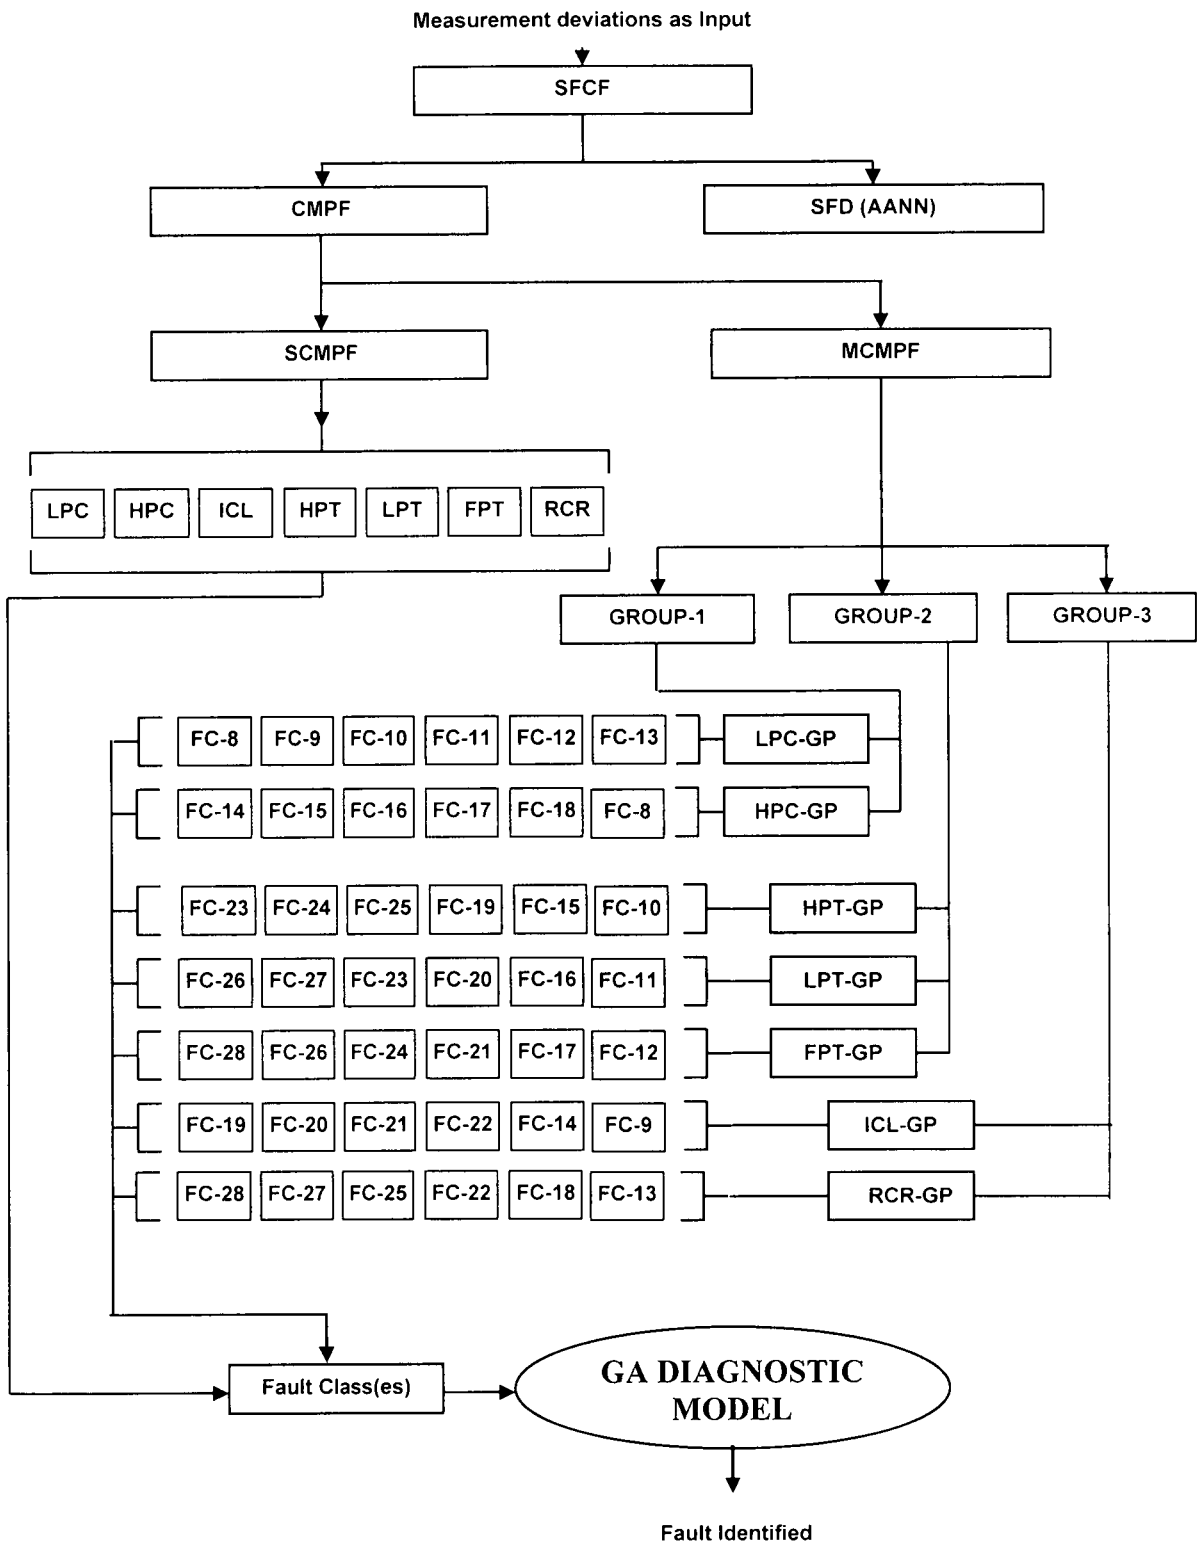 Measurement deviations as Input
SFCF
CMPF
SFD (AANN)
SCMPF
MCMPF
LPC HPC ICL HPT LPT FPT RCR
GROUP-1 GROUP-2 GROUP-3
FC-8 FC-9 FC-10 FC-11 FC-12 FC-13 LPC-GP
FC-14 FC-15 FC-16 FC-17 FC-18 FC-8 HPC-GP
FC-23 FC-24 FC-25 FC-19 FC-15 FC-10 HPT-GP
FC-26 FC-27 FC-23 FC-20 FC-16 FC-11 LPT-GP
FC-28 FC-26 FC-24 FC-21 FC-17 FC-12 FPT-GP
FC-19 FC-20 FC-21 FC-22 FC-14 FC-9 ICL-GP
FC-28 FC-27 FC-25 FC-22 FC-18 FC-13 RCR-GP
Fault Class(es)
GA DIAGNOSTIC
MODEL
Fault Identified